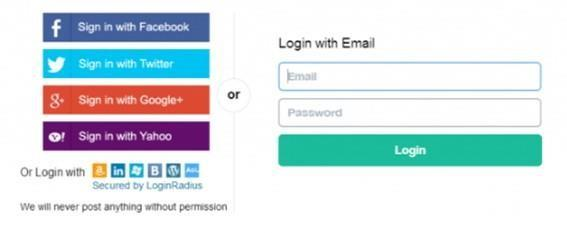 Sign in with Facebook
Sign in with Twitter
Sign in with Google+
Sign in with Yahoo
Or Login with
Secured by LoginRadius
We will never post anything without permission
or
Login with Email
Email
Password
Login